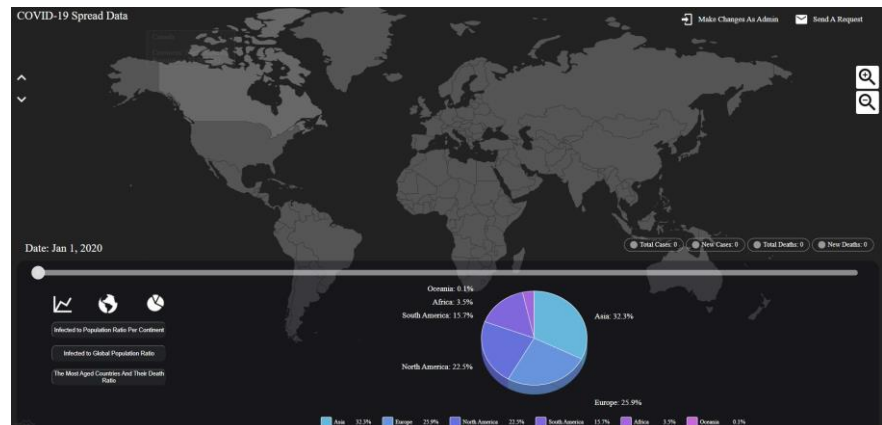 COVID-19 Spread Data
Make Changes As Admin
Send A Request
Canada
Date: Jan 1, 2020
Total Cases: 0
New Cases: 0
Total Deaths: 0
New Deaths: 0
Oceania: 0.1%
Africa: 3.5%
South America: 15.7%
Asia: 32.3%
North America: 22.5%
Europe: 25.9%
Infected to Population Ratio Per Continent
Infected to Global Population Ratio
The Most Aged Countries And Their Death
Ratio
Asia 32.3% Europe 25.9% North America 22.5% South America 15.7% Africa 3.5% Oceania 0.1%